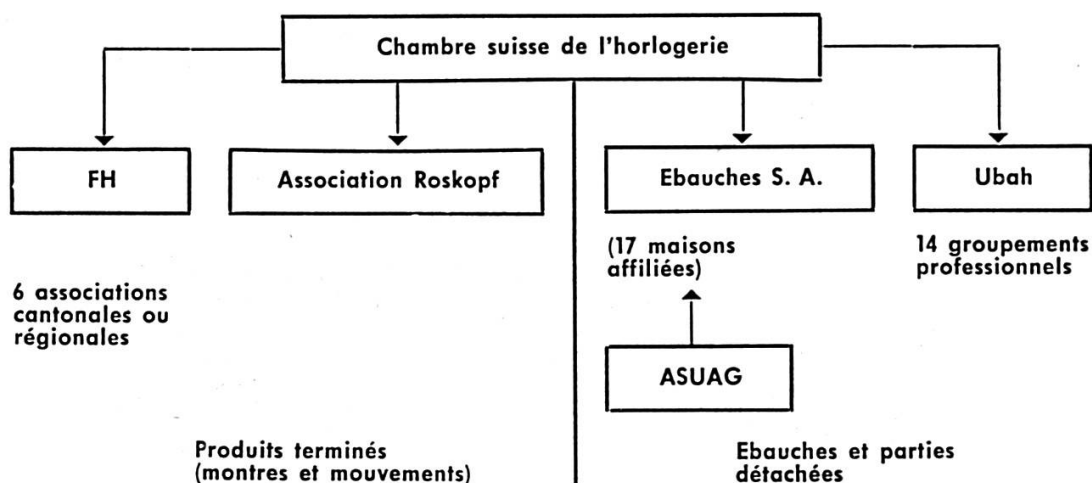 Chambre suisse de l'horlogerie
FH
Association Roskopf
Ebauches S. A.
Ubah
6 associations
cantonales ou
régionales
(17 maisons
affiliées)
14 groupements
professionnels
ASUAG
Produits terminés
(montres et mouvements)
Ebauches et parties
détachées